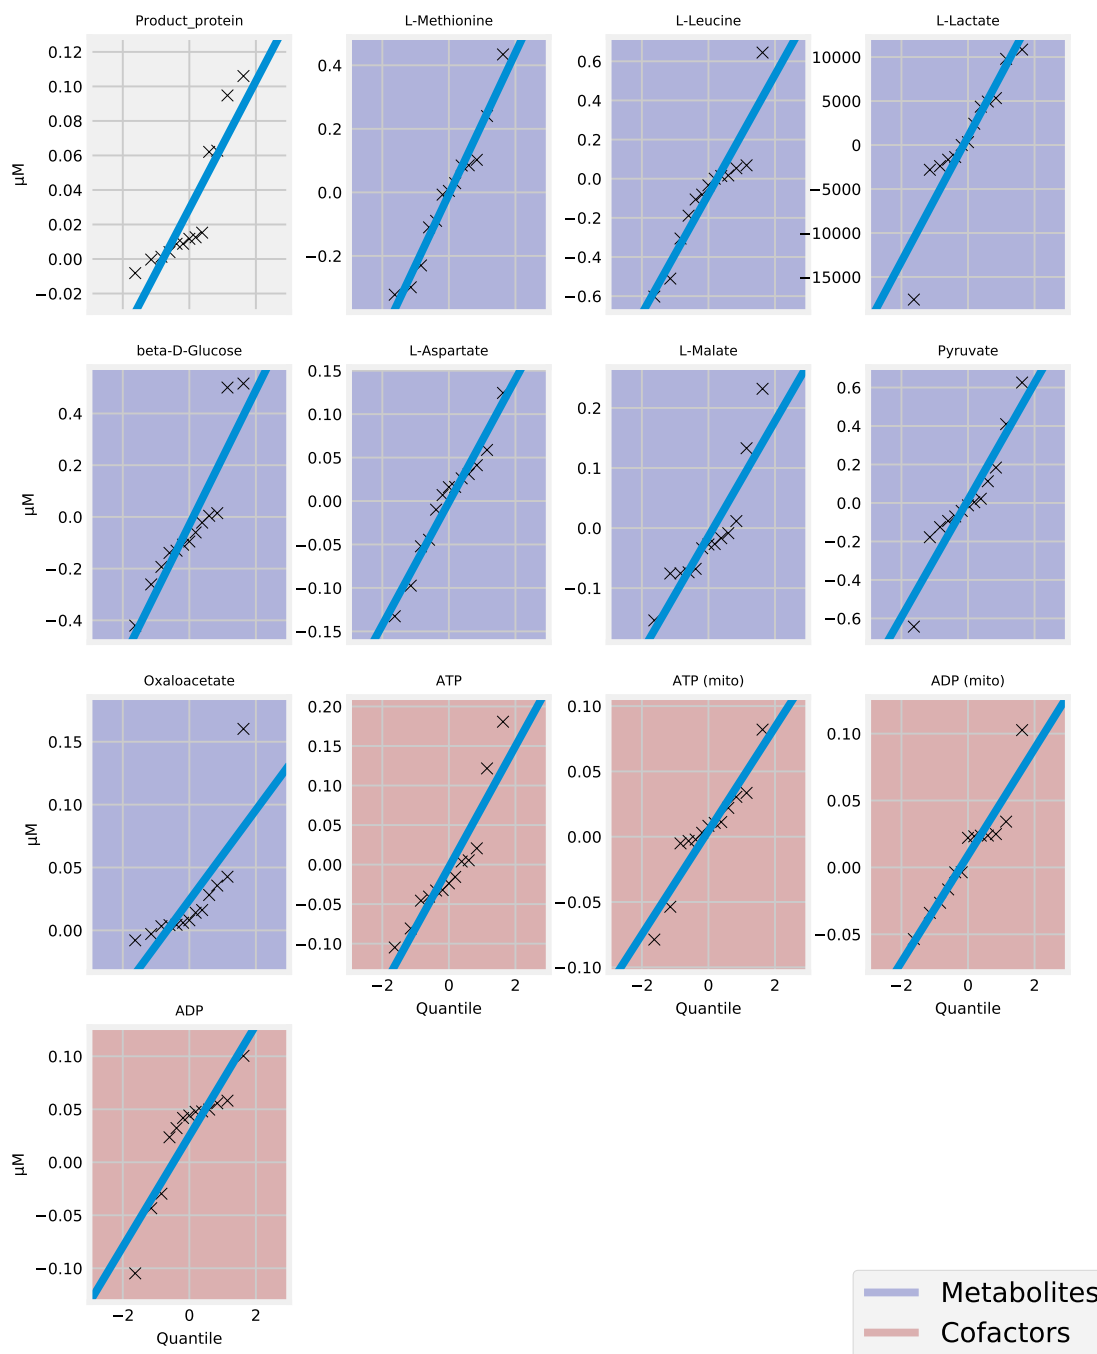 Product_protein L-Methionine L-Leucine L-Lactate
0.12 0.10 0.08 0.06 0.04 0.02 0.00 −0.02
µM
0.4 0.2 0.0 −0.2
0.6 0.4 0.2 0.0 −0.2 −0.4 −0.6
10000 5000 0 −5000 −10000 −15000
beta-D-Glucose L-Aspartate L-Malate Pyruvate
0.4 0.2 0.0 −0.2 −0.4
µM
0.15 0.10 0.05 0.00 −0.05 −0.10 −0.15
0.2 0.1 0.0 −0.1
0.6 0.4 0.2 0.0 −0.2 −0.4 −0.6
Oxaloacetate ATP ATP (mito) ADP (mito)
0.15 0.10 0.05 0.00
µM
0.20 0.15 0.10 0.05 0.00 −0.05 −0.10
0.10 0.05 0.00 −0.05 −0.10
0.10 0.05 0.00 −0.05
−2 0 2 −2 0 2 −2 0 2
Quantile Quantile Quantile
ADP
0.10 0.05 0.00 −0.05 −0.10
µM
−2 0 2
Quantile
Metabolites
Cofactors